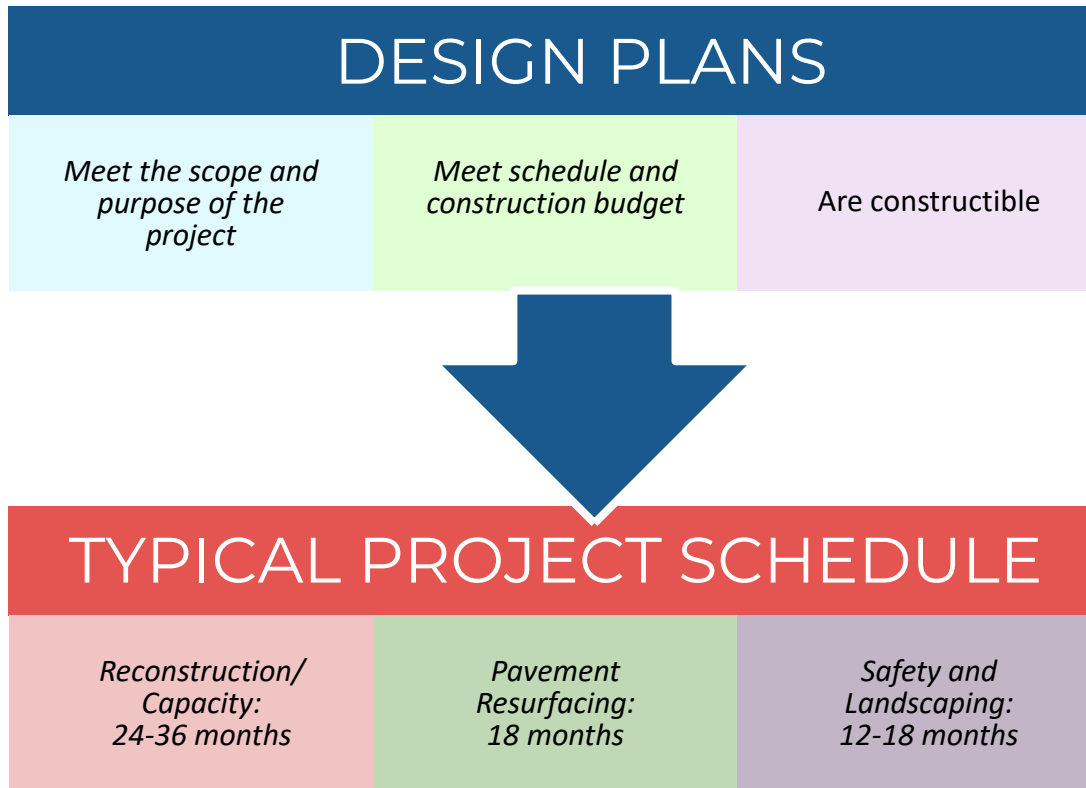 DESIGN PLANS
Meet the scope and
purpose of the
project
Meet schedule and
construction budget
Are constructible
TYPICAL PROJECT SCHEDULE
Reconstruction/
Capacity:
24-36 months
Pavement
Resurfacing:
18 months
Safety and
Landscaping:
12-18 months